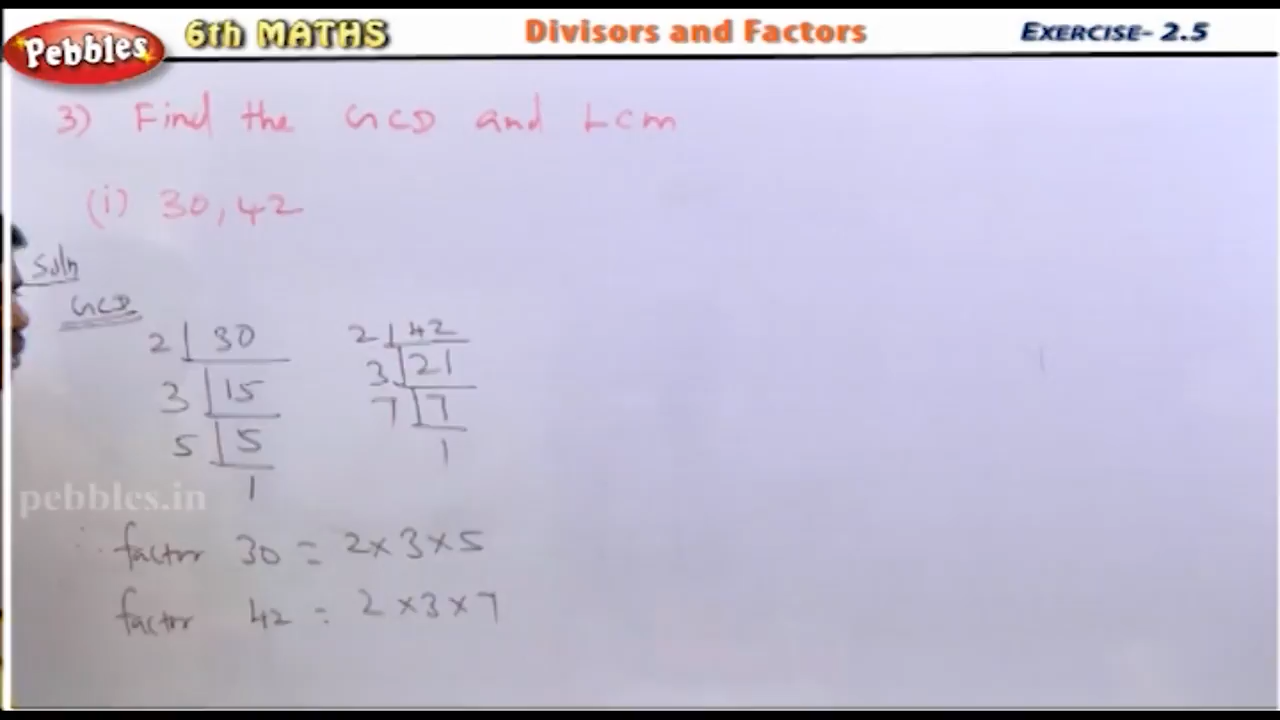 Pebbles 6th MATHS Divisors and Factors EXERCISE- 2.5
3) Find the GCD and LCM
(i) 30, 42
Soln
GCD
2 | 30
3 | 15
5 | 5
1
2 | 42
3 | 21
7 | 7
1
pebbles.in
∴ factor 30 = 2 × 3 × 5
factor 42 = 2 × 3 × 7